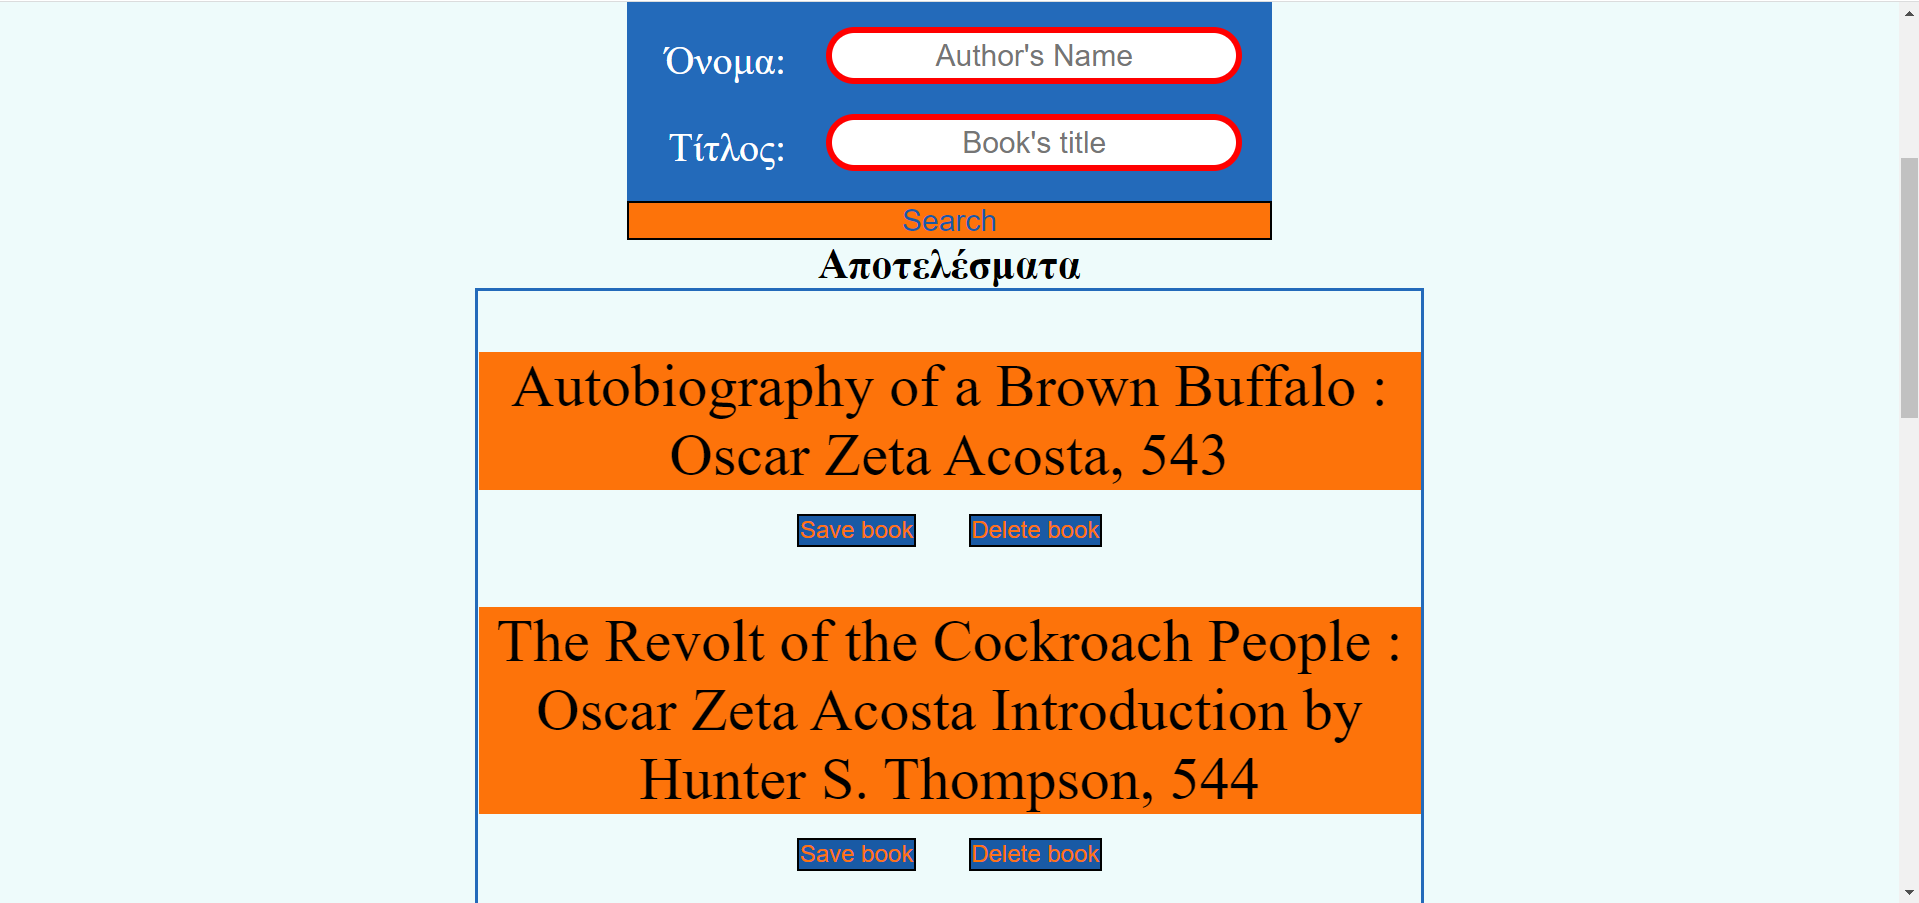 Όνομα: Author's Name
Τίτλος: Book's title
Search
Αποτελέσματα
Autobiography of a Brown Buffalo :
Oscar Zeta Acosta, 543
Save book Delete book
The Revolt of the Cockroach People :
Oscar Zeta Acosta Introduction by
Hunter S. Thompson, 544
Save book Delete book